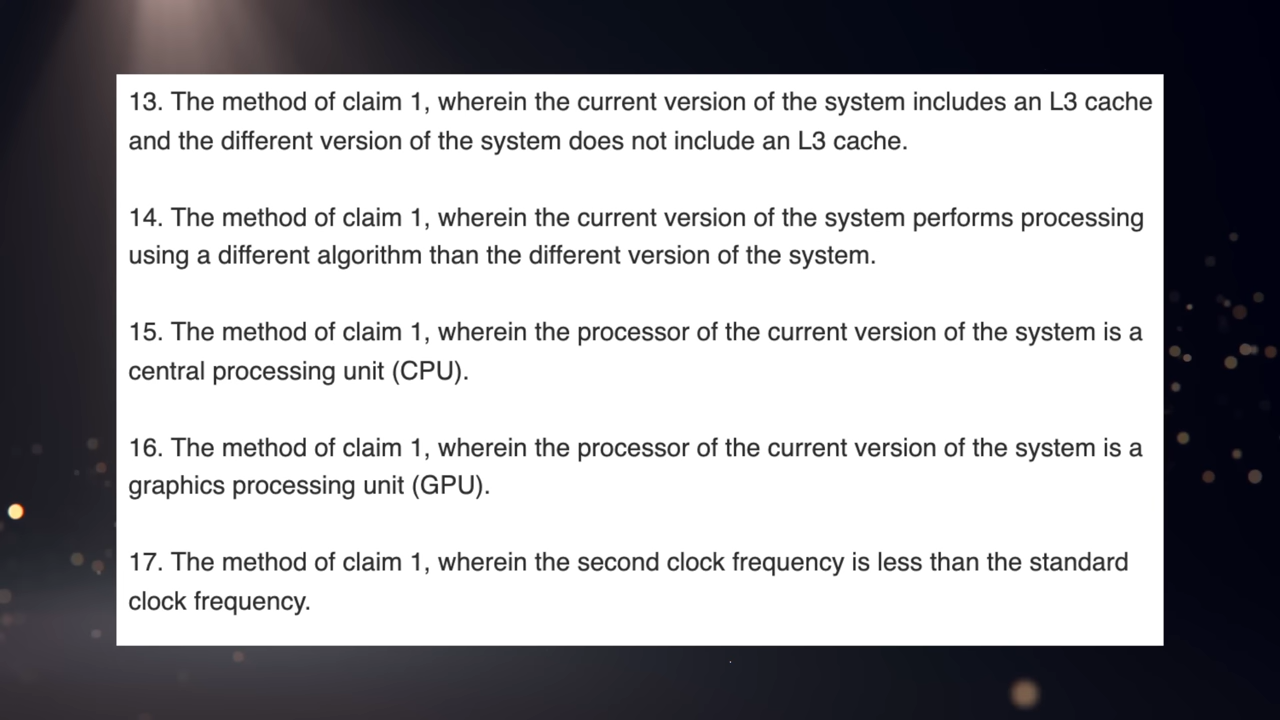 13. The method of claim 1, wherein the current version of the system includes an L3 cache
and the different version of the system does not include an L3 cache.
14. The method of claim 1, wherein the current version of the system performs processing
using a different algorithm than the different version of the system.
15. The method of claim 1, wherein the processor of the current version of the system is a
central processing unit (CPU).
16. The method of claim 1, wherein the processor of the current version of the system is a
graphics processing unit (GPU).
17. The method of claim 1, wherein the second clock frequency is less than the standard
clock frequency.